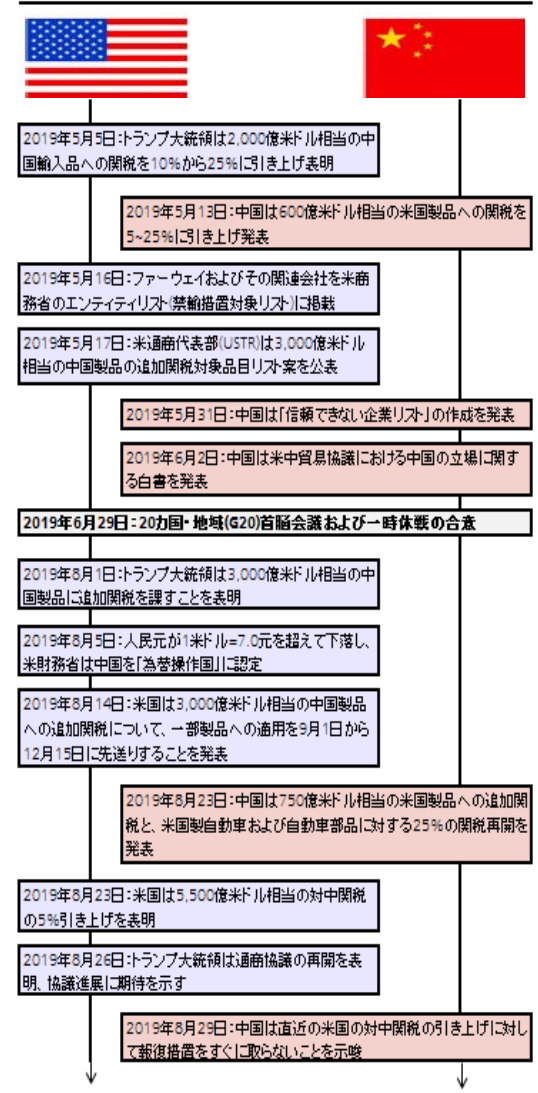 2019年5月5日：トランプ大統領は2,000億米ドル相当の中
国輸入品への関税を10%から25%に引き上げ表明
2019年5月13日：中国は600億米ドル相当の米国製品への関税を
5~25%に引き上げ発表
2019年5月16日：ファーウェイおよびその関連会社を米商
務省のエンティティリスト(禁輸措置対象リスト)に掲載
2019年5月17日：米通商代表部(USTR)は3,000億米ドル
相当の中国製品の追加関税対象品目リスト案を公表
2019年5月31日：中国は「信頼できない企業リスト」の作成を発表
2019年6月2日：中国は米中貿易協議における中国の立場に関す
る白書を発表
2019年6月29日：20カ国・地域(G20)首脳会議および一時休戦の合意
2019年8月1日：トランプ大統領は3,000億米ドル相当の中
国製品に追加関税を課すことを表明
2019年8月5日：人民元が1米ドル=7.0元を超えて下落し、
米財務省は中国を「為替操作国」に認定
2019年8月14日：米国は3,000億米ドル相当の中国製品
への追加関税について、一部製品への適用を9月1日から
12月15日に先送りすることを発表
2019年8月23日：中国は750億米ドル相当の米国製品への追加関
税と、米国製自動車および自動車部品に対する25%の関税再開を
発表
2019年8月23日：米国は5,500億米ドル相当の対中関税
の5%引き上げを表明
2019年8月26日：トランプ大統領は通商協議の再開を表
明、協議進展に期待を示す
2019年8月29日：中国は直近の米国の対中関税の引き上げに対し
て報復措置をすぐに取らないことを示唆